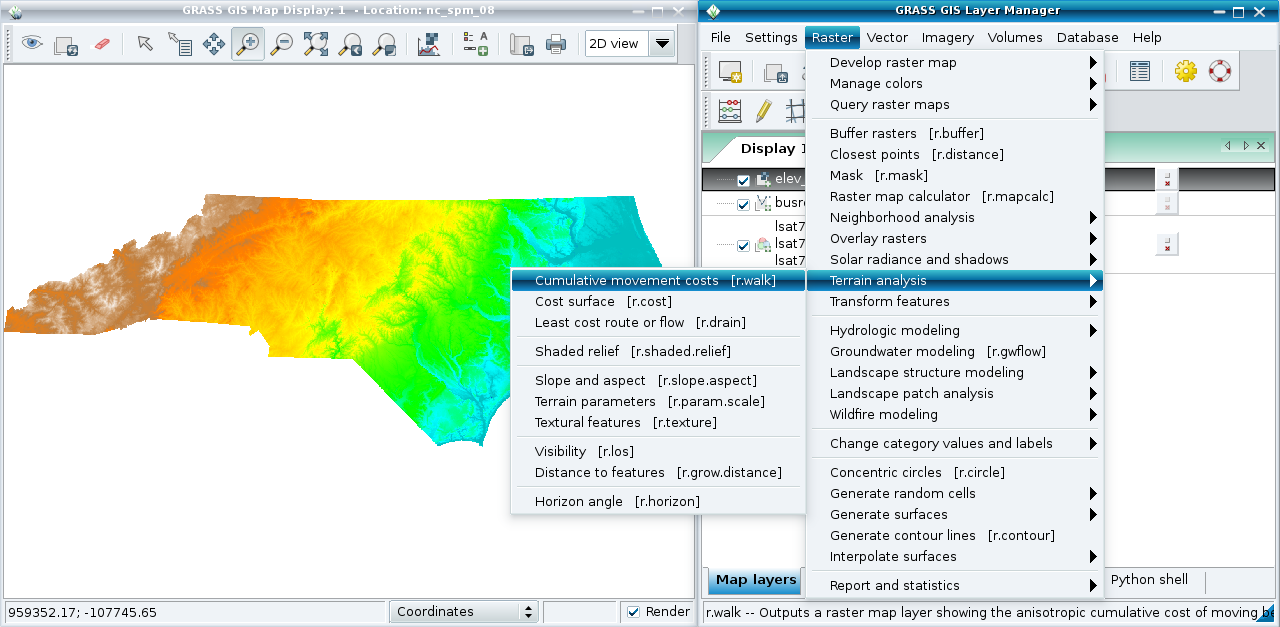 GRASS GIS Map Display: 1 - Location: nc_spm_08
2D view
959352.17; -107745.65
Coordinates
Render
GRASS GIS Layer Manager
File Settings Raster Vector Imagery Volumes Database Help
Display 1
elev_
busro
lsat7
lsat7
lsat7
Develop raster map
Manage colors
Query raster maps
Buffer rasters [r.buffer]
Closest points [r.distance]
Mask [r.mask]
Raster map calculator [r.mapcalc]
Neighborhood analysis
Overlay rasters
Solar radiance and shadows
Terrain analysis
Transform features
Hydrologic modeling
Groundwater modeling [r.gwflow]
Landscape structure modeling
Landscape patch analysis
Wildfire modeling
Change category values and labels
Concentric circles [r.circle]
Generate random cells
Generate surfaces
Generate contour lines [r.contour]
Interpolate surfaces
Report and statistics
Cumulative movement costs [r.walk]
Cost surface [r.cost]
Least cost route or flow [r.drain]
Shaded relief [r.shaded.relief]
Slope and aspect [r.slope.aspect]
Terrain parameters [r.param.scale]
Textural features [r.texture]
Visibility [r.los]
Distance to features [r.grow.distance]
Horizon angle [r.horizon]
Map layers
Python shell
r.walk -- Outputs a raster map layer showing the anisotropic cumulative cost of moving be